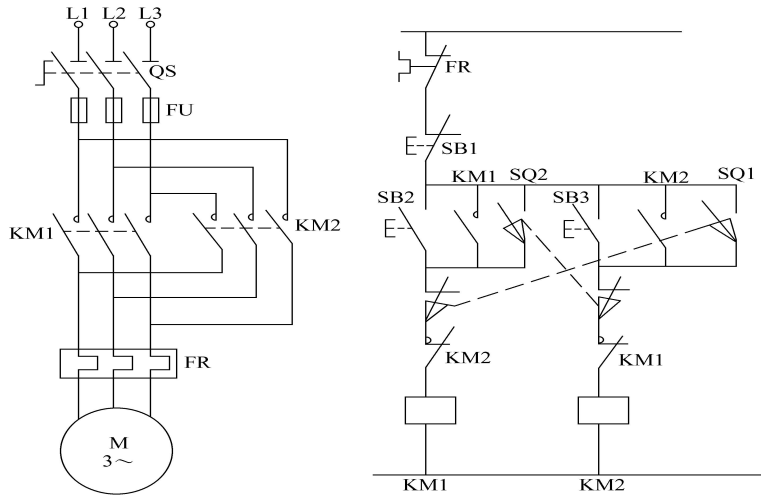 L1 L2 L3
QS
FU
KM1
KM2
FR
M
3～
FR
SB1
KM1 SQ2 KM2 SQ1
SB2 SB3
KM2 KM1
KM1 KM2